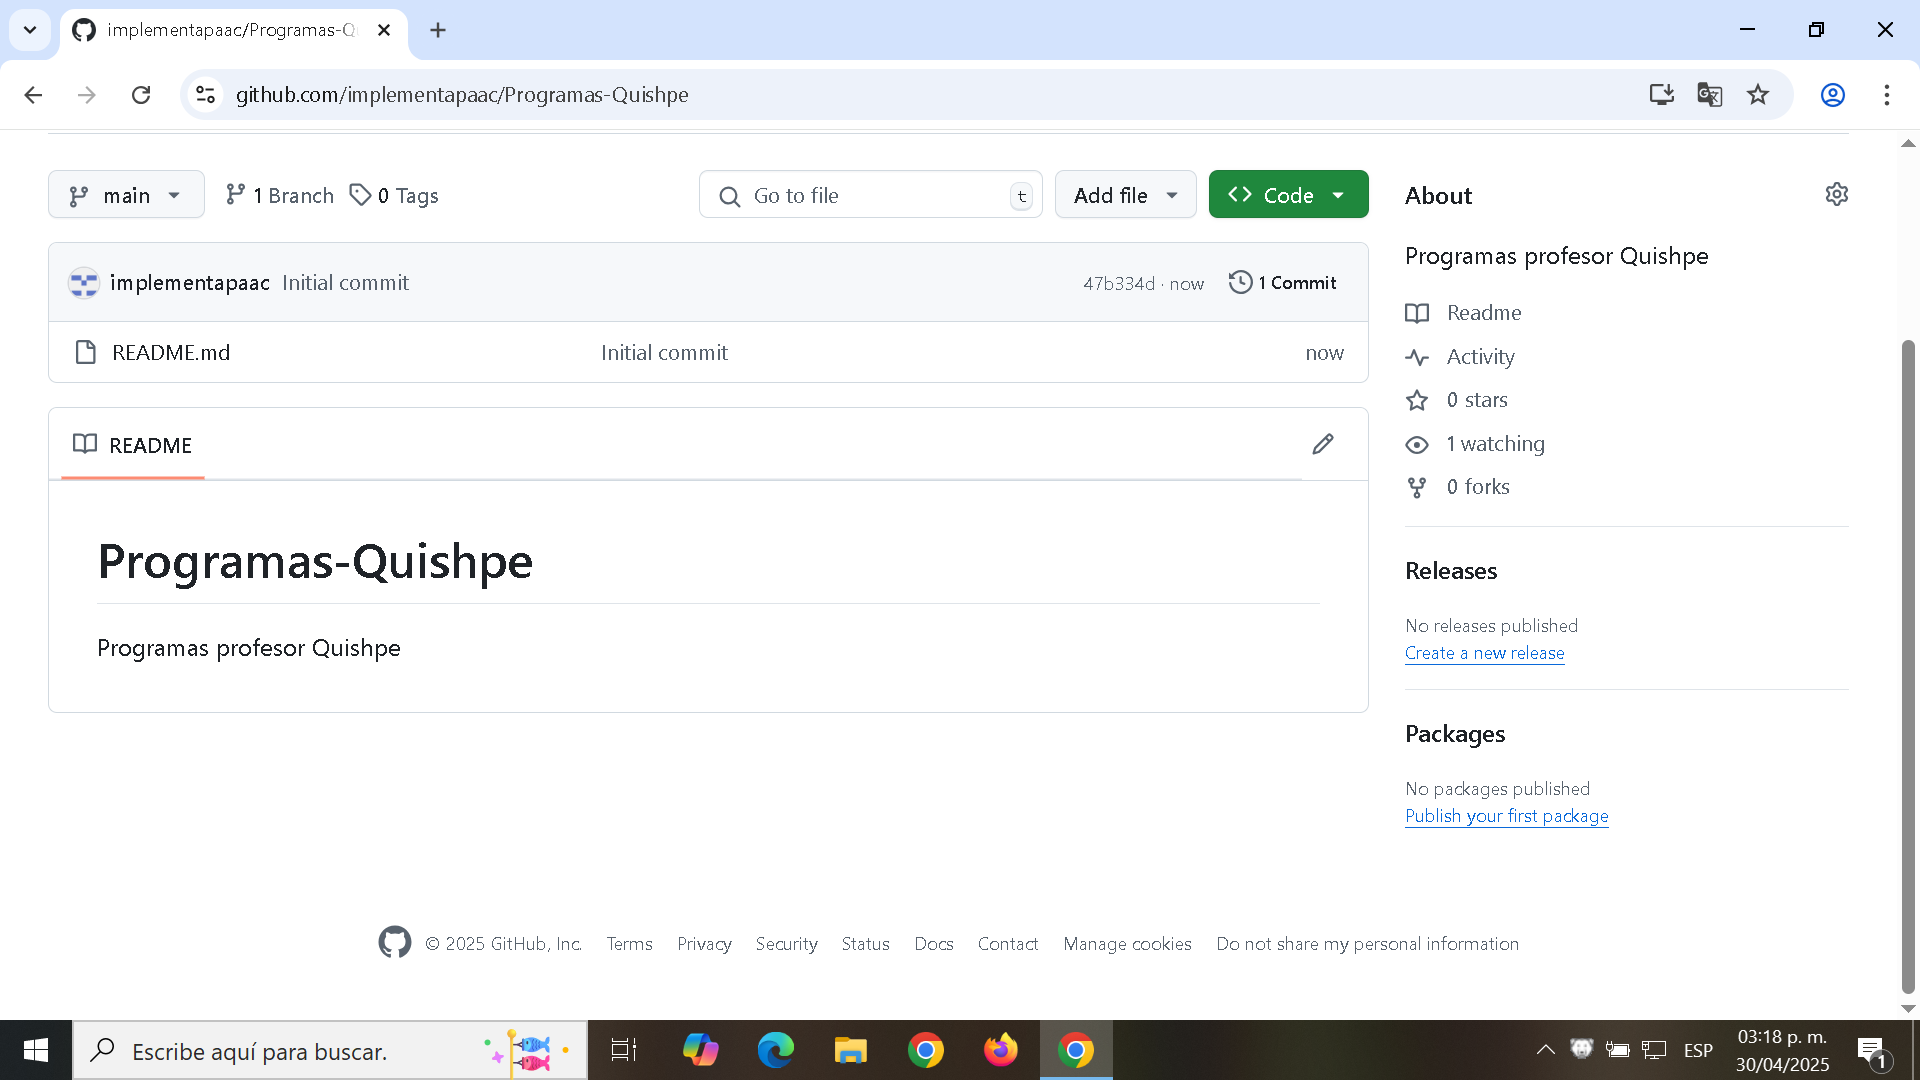 implementapaac/Programas-Q
github.com/implementapaac/Programas-Quishpe
main
1 Branch
0 Tags
Go to file
t
Add file
Code
implementapaac
Initial commit
47b334d · now
1 Commit
README.md
Initial commit
now
README
Programas-Quishpe
Programas profesor Quishpe
About
Programas profesor Quishpe
Readme
Activity
0 stars
1 watching
0 forks
Releases
No releases published
Create a new release
Packages
No packages published
Publish your first package
© 2025 GitHub, Inc.
Terms
Privacy
Security
Status
Docs
Contact
Manage cookies
Do not share my personal information
Escribe aquí para buscar.
ESP
03:18 p. m.
30/04/2025
1